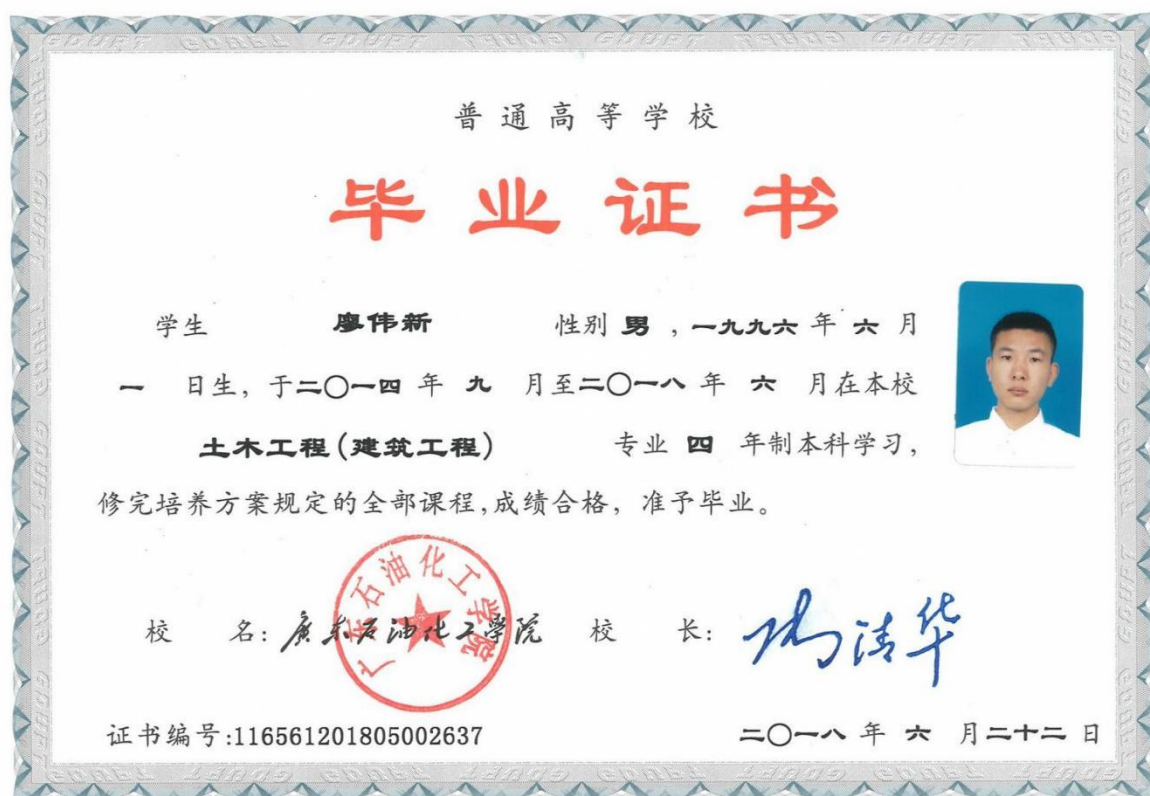 普通高等学校
毕业证书
学生 廖伟新 性别 男 ，一九九六 年 六 月
一 日生，于二〇一四 年 九 月至二〇一八 年 六 月在本校
土木工程(建筑工程) 专业 四 年制本科学习，
修完培养方案规定的全部课程,成绩合格，准予毕业。
广东石油化工学院
校 名: 廣东石油化工學院 校 长:
证书编号:116561201805002637 二〇一八 年 六 月二十二 日